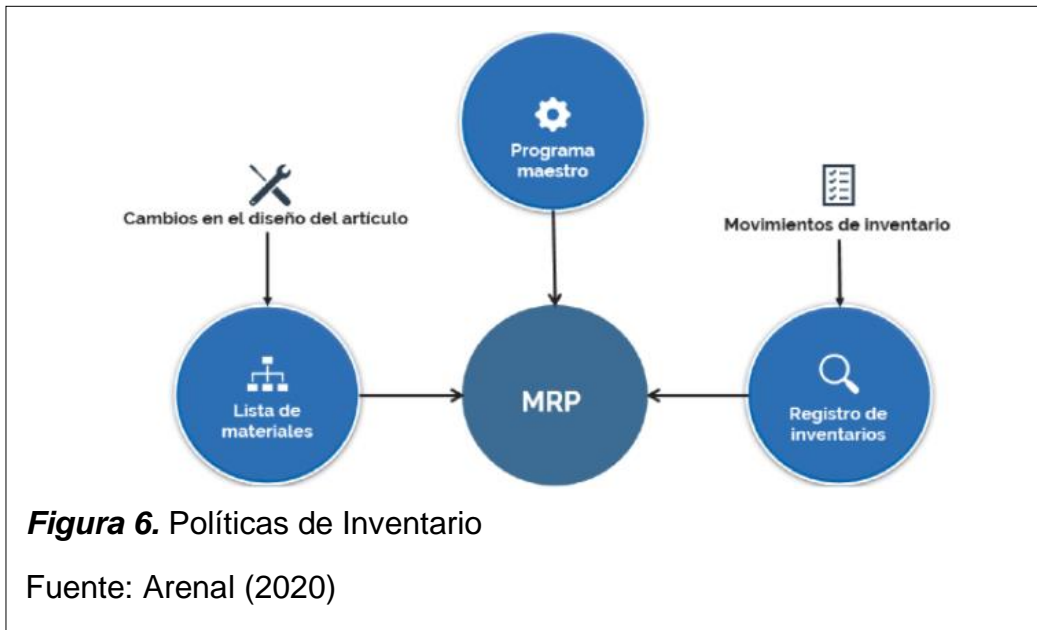 Programa
maestro
Cambios en el diseño del artículo
Movimientos de inventario
Lista de
materiales
MRP
Registro de
inventarios
Figura 6. Políticas de Inventario
Fuente: Arenal (2020)